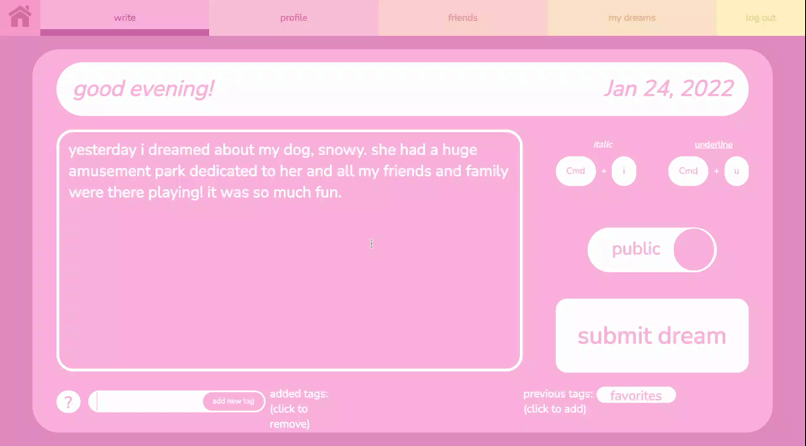 write profile friends my dreams log out
good evening! Jan 24, 2022
yesterday i dreamed about my dog, snowy. she had a huge
amusement park dedicated to her and all my friends and family
were there playing! it was so much fun.
italic underline
Cmd + i Cmd + u
public
submit dream
? add new tag
added tags:
(click to
remove)
previous tags: favorites
(click to add)